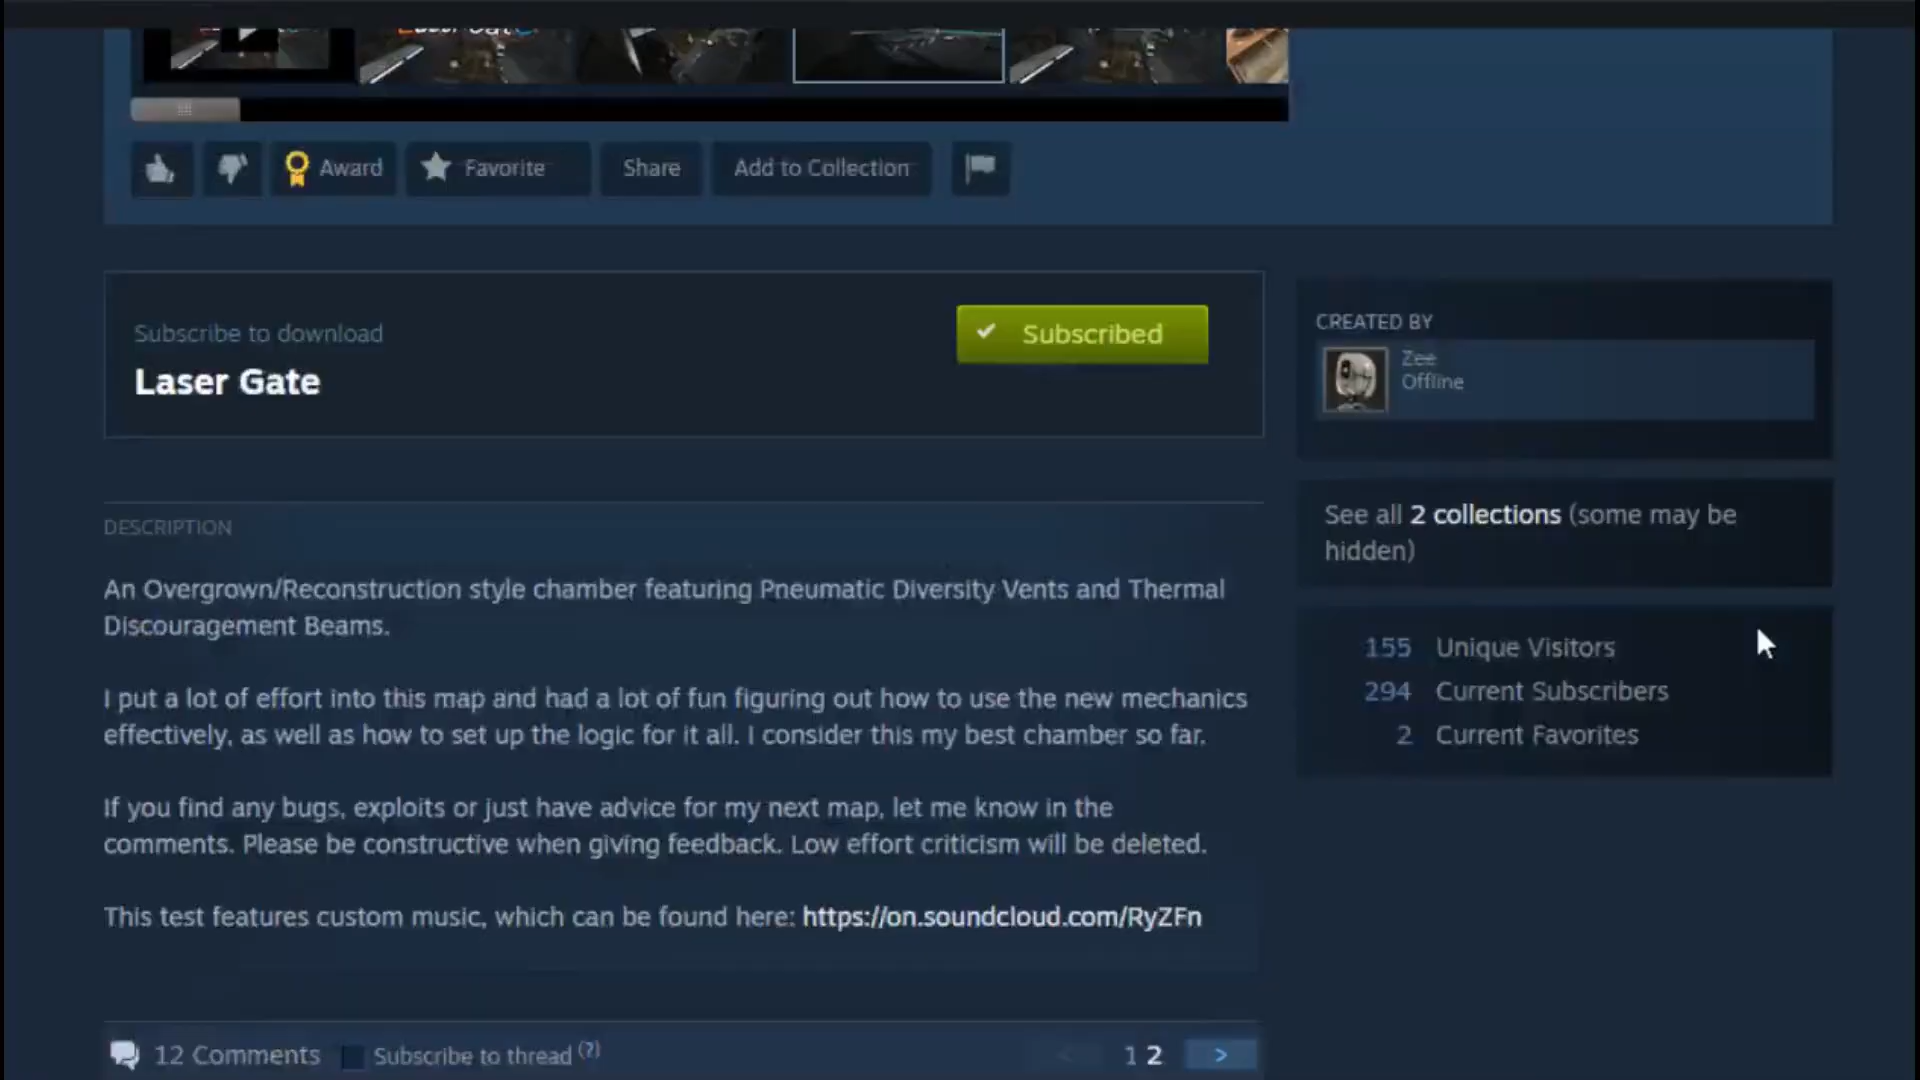 Award
Favorite
Share
Add to Collection
Subscribe to download
Subscribed
Laser Gate
CREATED BY
Zee
Offline
See all 2 collections (some may be
hidden)
155 Unique Visitors
294 Current Subscribers
2 Current Favorites
DESCRIPTION
An Overgrown/Reconstruction style chamber featuring Pneumatic Diversity Vents and Thermal
Discouragement Beams.
I put a lot of effort into this map and had a lot of fun figuring out how to use the new mechanics
effectively, as well as how to set up the logic for it all. I consider this my best chamber so far.
If you find any bugs, exploits or just have advice for my next map, let me know in the
comments. Please be constructive when giving feedback. Low effort criticism will be deleted.
This test features custom music, which can be found here: https://on.soundcloud.com/RyZFn
12 Comments Subscribe to thread (?) < 1 2 >